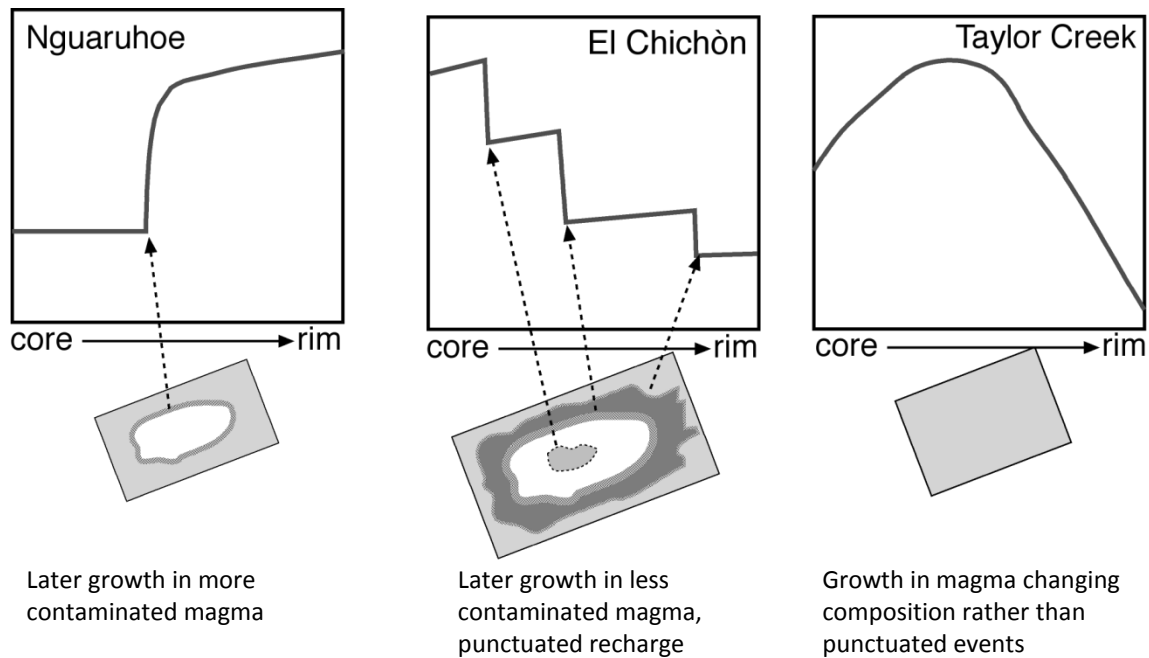 Nguaruhoe
El Chichòn
Taylor Creek
core
rim
core
rim
core
rim
Later growth in more
contaminated magma
Later growth in less
contaminated magma,
punctuated recharge
Growth in magma changing
composition rather than
punctuated events